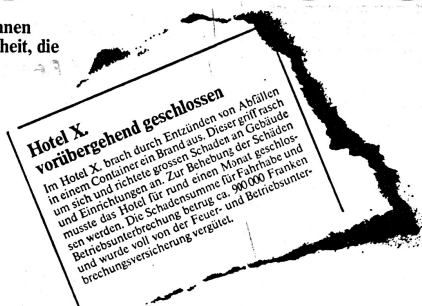 nnen
heit, die
Hotel X.
vorübergehend geschlossen
Im Hotel X. brach durch Entzünden von Abfällen
in einem Container ein Brand aus. Dieser griff rasch
um sich und richtete grossen Schaden an Gebäude
und Einrichtungen an. Zur Behebung der Schäden
musste das Hotel für rund einen Monat geschlos-
sen werden. Die Schadensumme für Fahrhabe und
Betriebsunterbrechung betrug ca. 900 000 Franken
und wurde voll von der Feuer- und Betriebsunter-
brechungsversicherung vergütet.